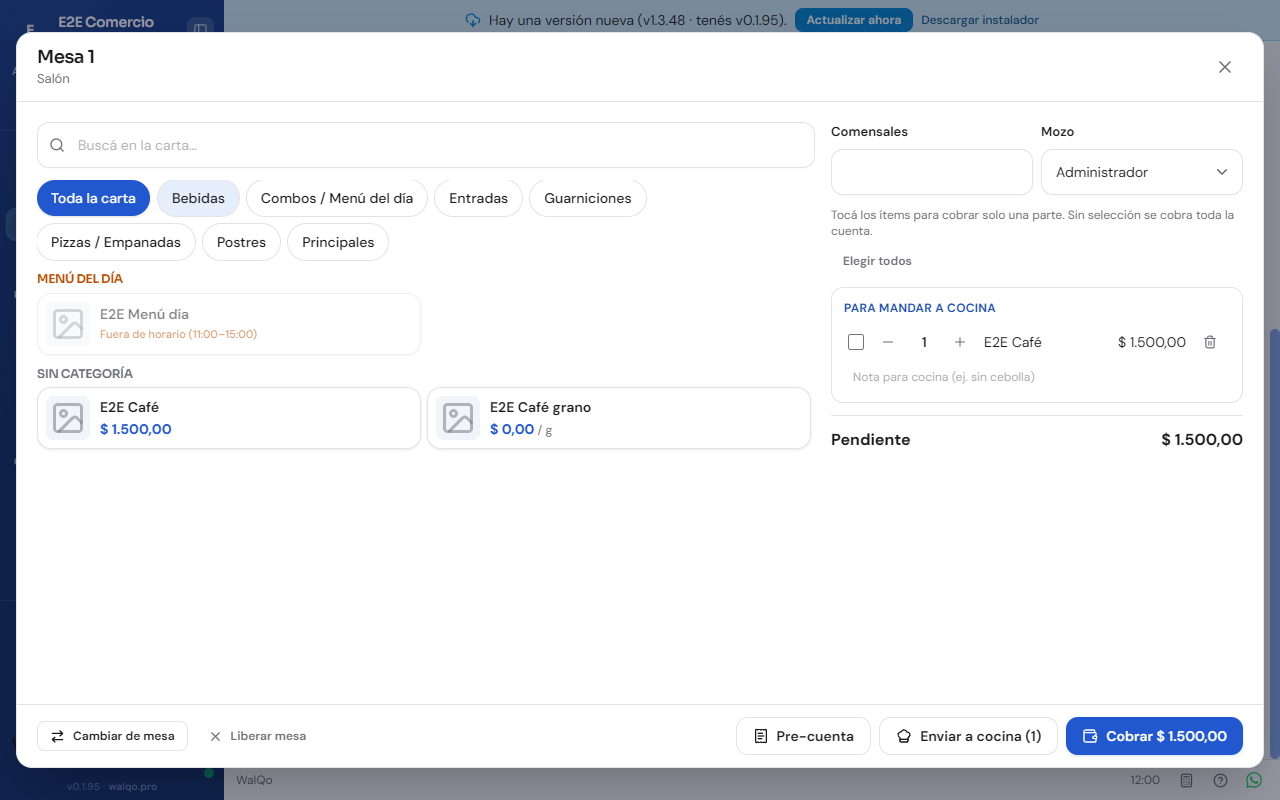 E2E Comercio
Hay una versión nueva (v1.3.48 · tenés v0.1.95).
Actualizar ahora
Descargar instalador
Mesa 1
Salón
Buscá en la carta...
Toda la carta
Bebidas
Combos / Menú del día
Entradas
Guarniciones
Pizzas / Empanadas
Postres
Principales
MENÚ DEL DÍA
E2E Menú día
Fuera de horario (11:00–15:00)
SIN CATEGORÍA
E2E Café
$ 1.500,00
E2E Café grano
$ 0,00 / g
Comensales
Mozo
Administrador
Tocá los ítems para cobrar solo una parte. Sin selección se cobra toda la
cuenta.
Elegir todos
PARA MANDAR A COCINA
1
E2E Café
$ 1.500,00
Nota para cocina (ej. sin cebolla)
Pendiente
$ 1.500,00
Cambiar de mesa
Liberar mesa
Pre-cuenta
Enviar a cocina (1)
Cobrar $ 1.500,00
v0.1.95 · walqo.pro
WalQo
12:00